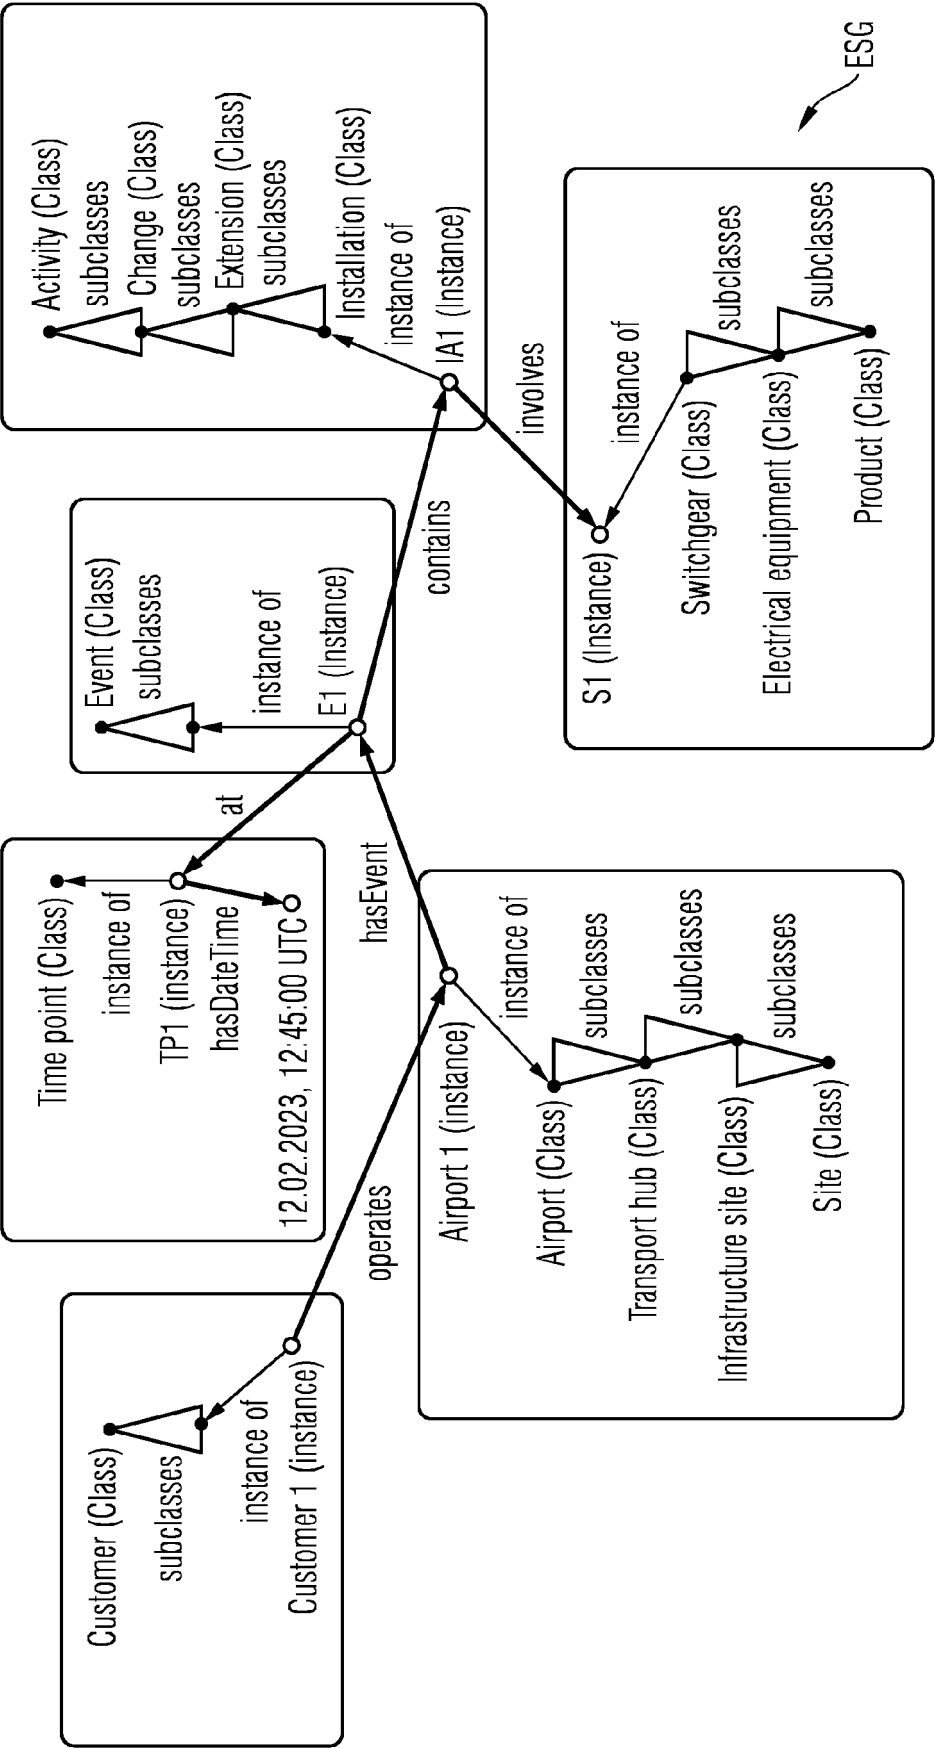 Customer (Class)
subclasses
instance of
Customer 1 (instance)
operates
Time point (Class)
instance of
TP1 (instance)
hasDateTime
12.02.2023, 12:45:00 UTC
at
hasEvent
Event (Class)
subclasses
instance of
E1 (Instance)
contains
Activity (Class)
subclasses
Change (Class)
subclasses
Extension (Class)
subclasses
Installation (Class)
instance of
IA1 (Instance)
involves
Airport 1 (instance)
instance of
Airport (Class)
subclasses
Transport hub (Class)
subclasses
Infrastructure site (Class)
subclasses
Site (Class)
S1 (Instance)
instance of
Switchgear (Class)
subclasses
Electrical equipment (Class)
subclasses
Product (Class)
ESG